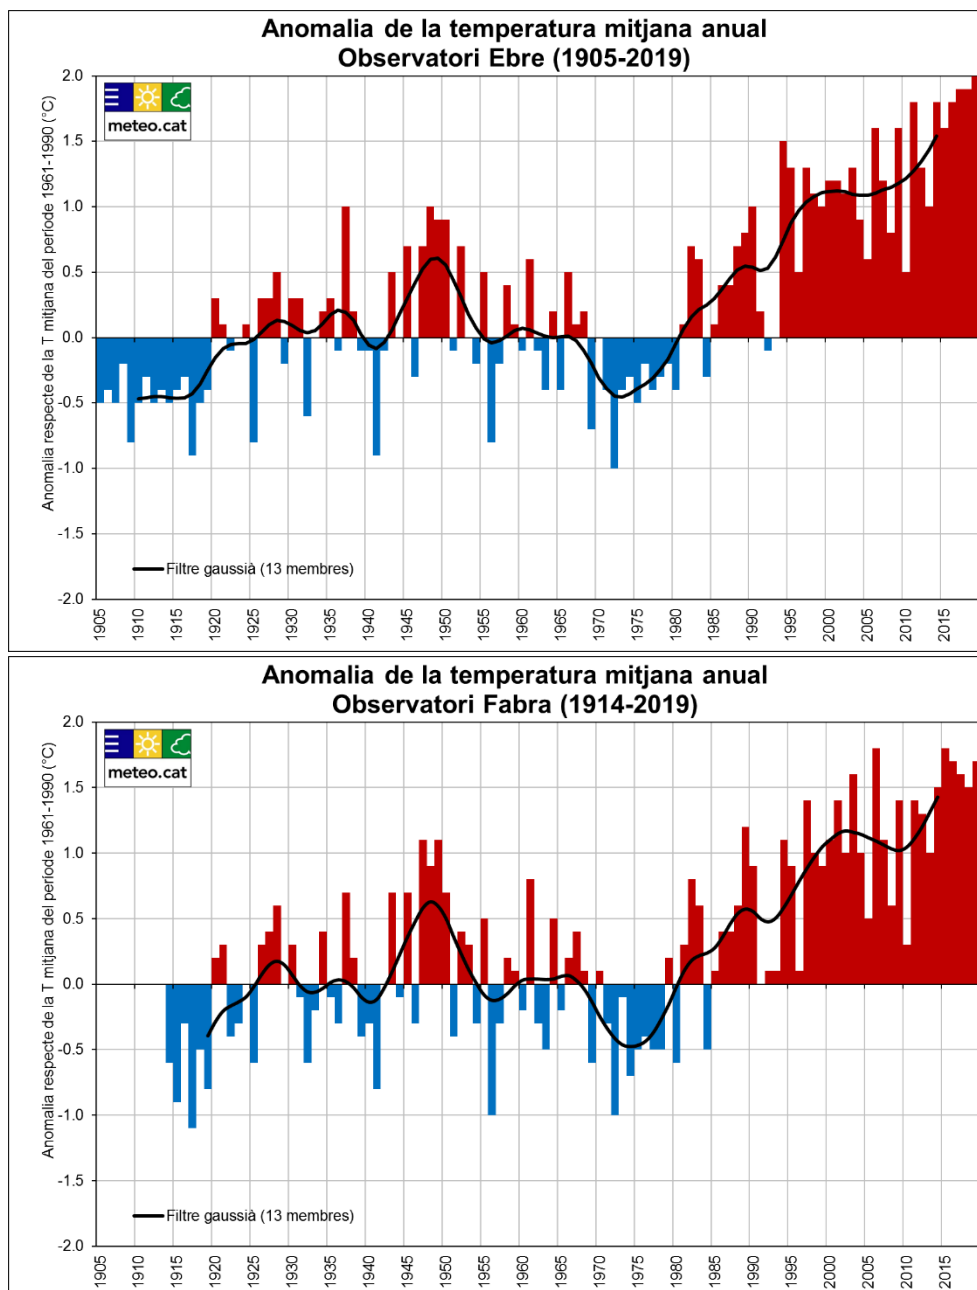 Anomalia de la temperatura mitjana anual
Observatori Ebre (1905-2019)
meteo.cat
Anomalia respecte de la T mitjana del període 1961-1990 (°C)
2.0
1.5
1.0
0.5
0.0
-0.5
-1.0
-1.5
-2.0
Filtre gaussià (13 membres)
1905 1910 1915 1920 1925 1930 1935 1940 1945 1950 1955 1960 1965 1970 1975 1980 1985 1990 1995 2000 2005 2010 2015
Anomalia de la temperatura mitjana anual
Observatori Fabra (1914-2019)
meteo.cat
Anomalia respecte de la T mitjana del període 1961-1990 (°C)
2.0
1.5
1.0
0.5
0.0
-0.5
-1.0
-1.5
-2.0
Filtre gaussià (13 membres)
1905 1910 1915 1920 1925 1930 1935 1940 1945 1950 1955 1960 1965 1970 1975 1980 1985 1990 1995 2000 2005 2010 2015